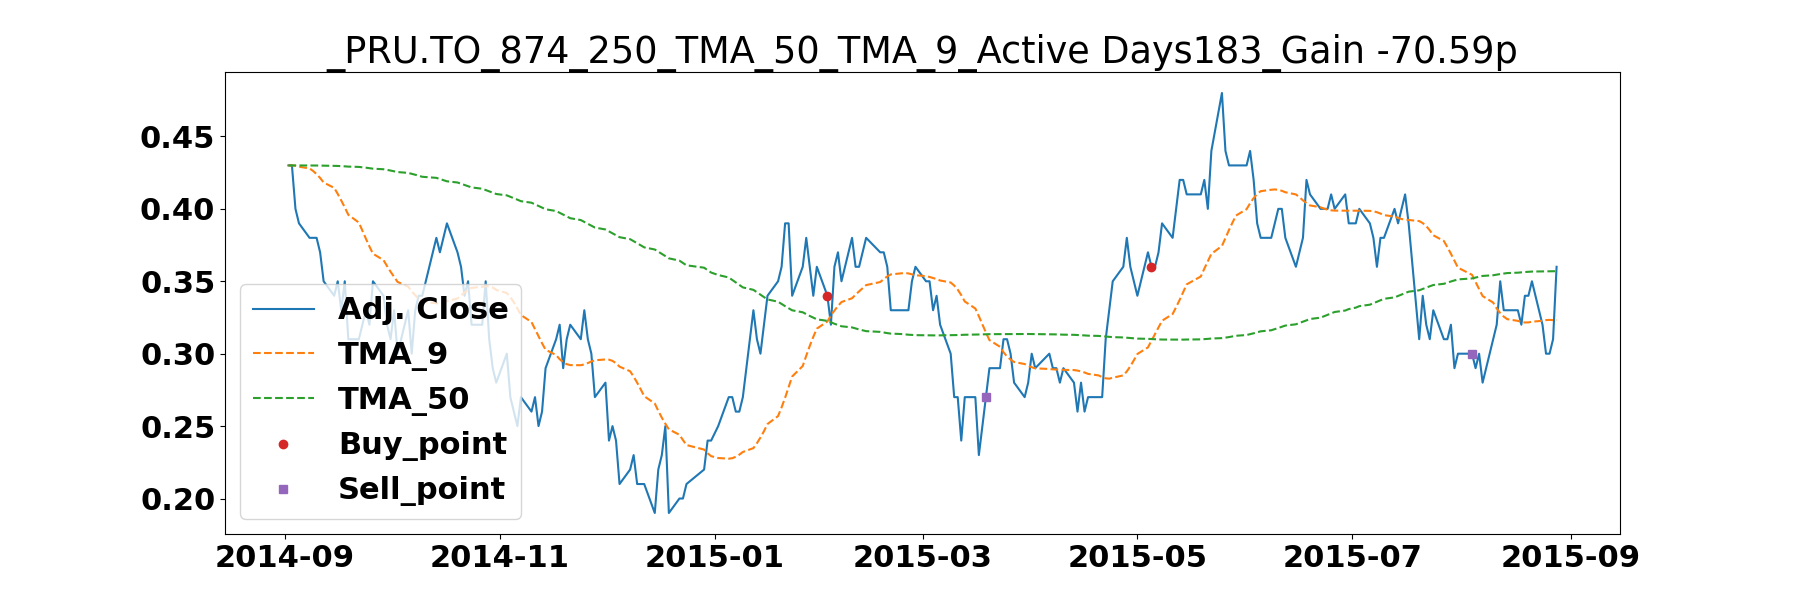 _PRU.TO_874_250_TMA_50_TMA_9_Active Days183_Gain -70.59p
0.45
0.40
0.35
0.30
0.25
0.20
Adj. Close
TMA_9
TMA_50
Buy_point
Sell_point
2014-09 2014-11 2015-01 2015-03 2015-05 2015-07 2015-09